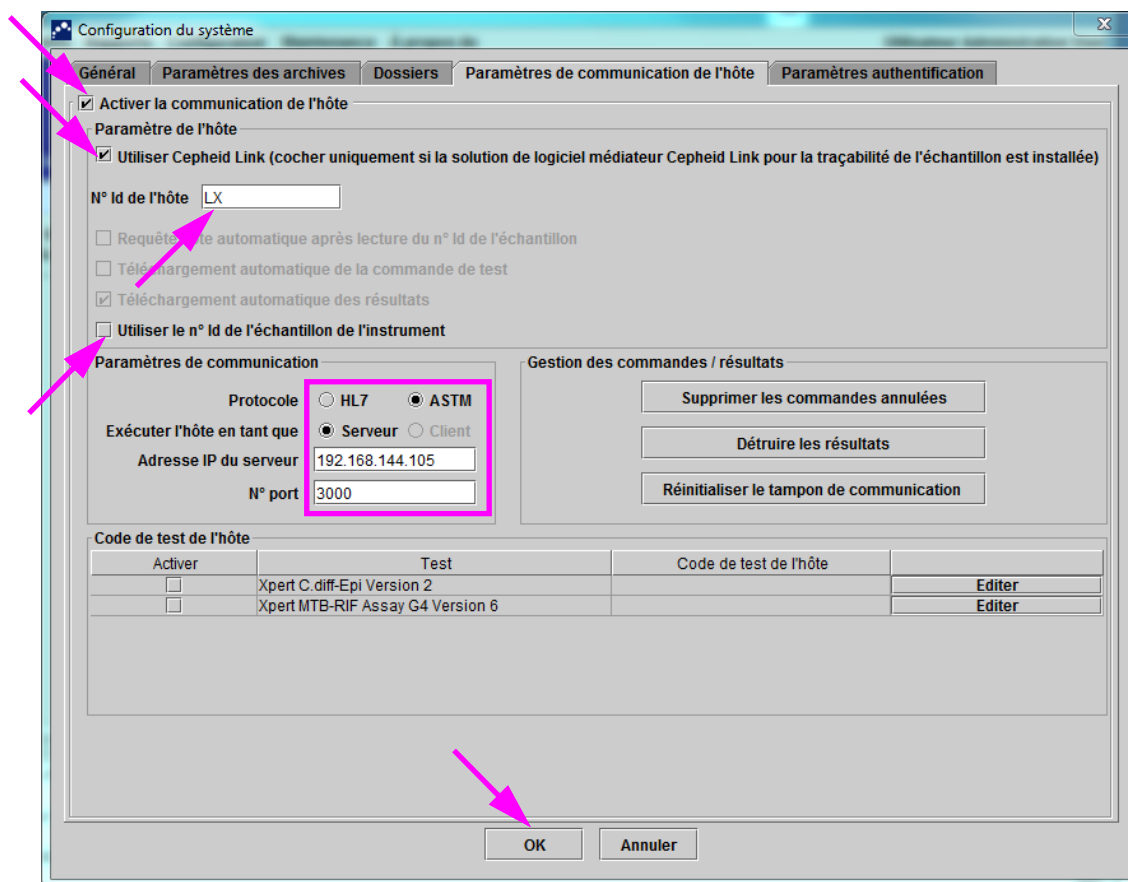 Configuration du système
Général Paramètres des archives Dossiers Paramètres de communication de l'hôte Paramètres authentification
Activer la communication de l'hôte
Paramètre de l'hôte
Utiliser Cepheid Link (cocher uniquement si la solution de logiciel médiateur Cepheid Link pour la traçabilité de l'échantillon est installée)
N° Id de l'hôte LX
Requête hôte automatique après lecture du n° Id de l'échantillon
Téléchargement automatique de la commande de test
Téléchargement automatique des résultats
Utiliser le n° Id de l'échantillon de l'instrument
Paramètres de communication
Protocole HL7 ASTM
Exécuter l'hôte en tant que Serveur Client
Adresse IP du serveur 192.168.144.105
N° port 3000
Gestion des commandes / résultats
Supprimer les commandes annulées
Détruire les résultats
Réinitialiser le tampon de communication
Code de test de l'hôte
Activer Test Code de test de l'hôte
Xpert C.diff-Epi Version 2 Editer
Xpert MTB-RIF Assay G4 Version 6 Editer
OK Annuler